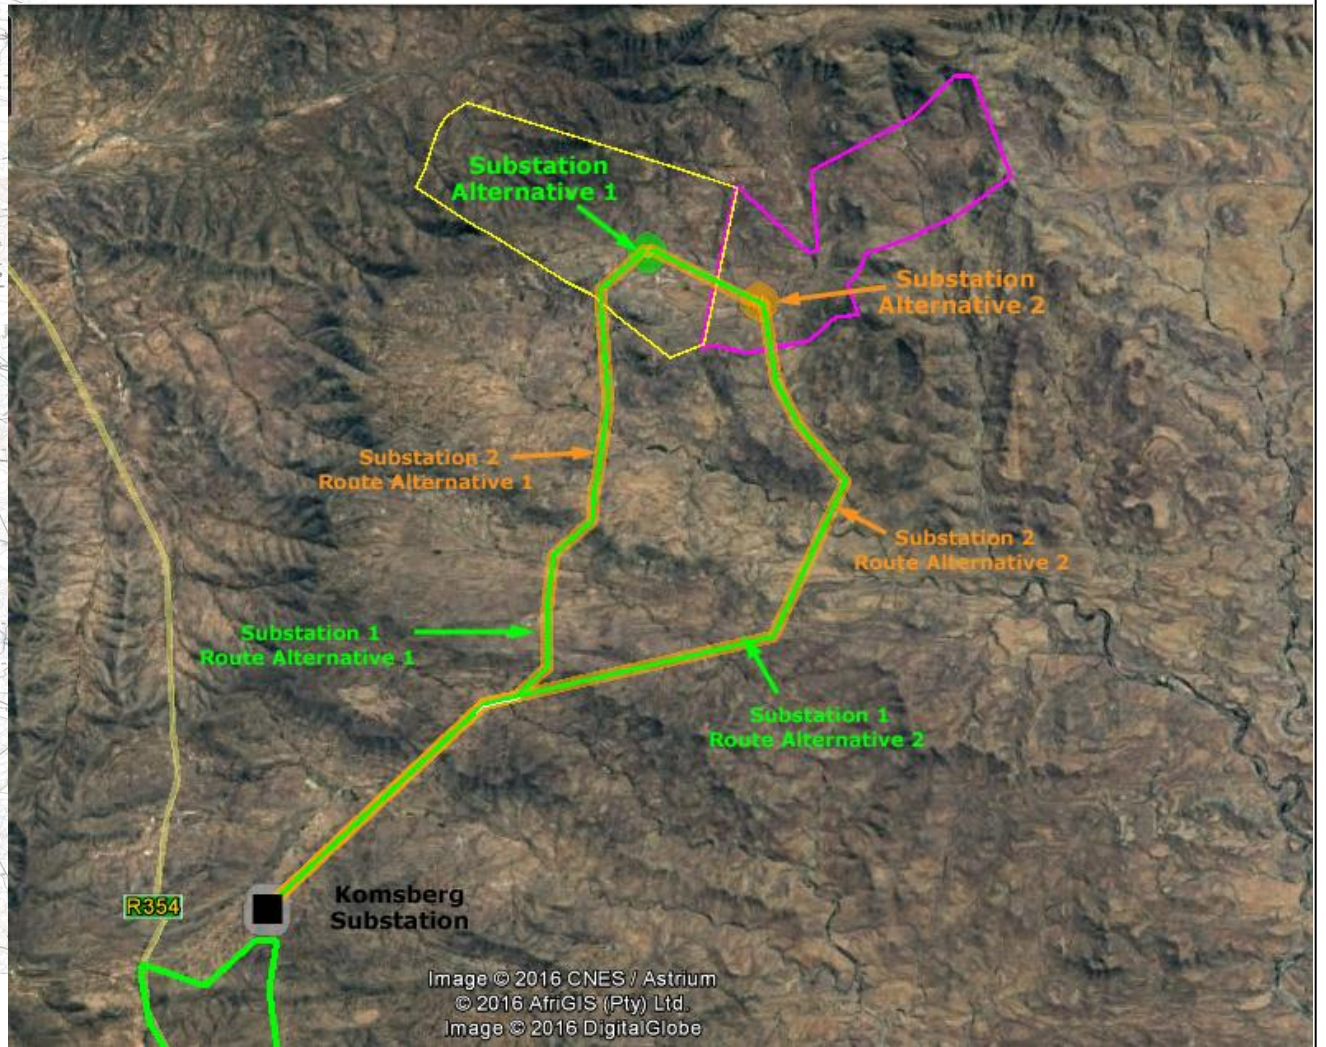 Substation
Alternative 1
Substation
Alternative 2
Substation 2
Route Alternative 1
Substation 2
Route Alternative 2
Substation 1
Route Alternative 1
Substation 1
Route Alternative 2
R354
Komsberg
Substation
Image © 2016 CNES / Astrium
© 2016 AfriGIS (Pty) Ltd.
Image © 2016 DigitalGlobe